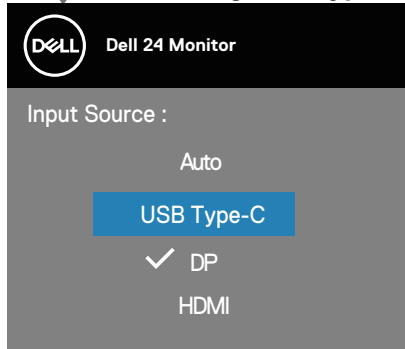 DELL Dell 24 Monitor
Input Source :
Auto
USB Type-C
DP
HDMI